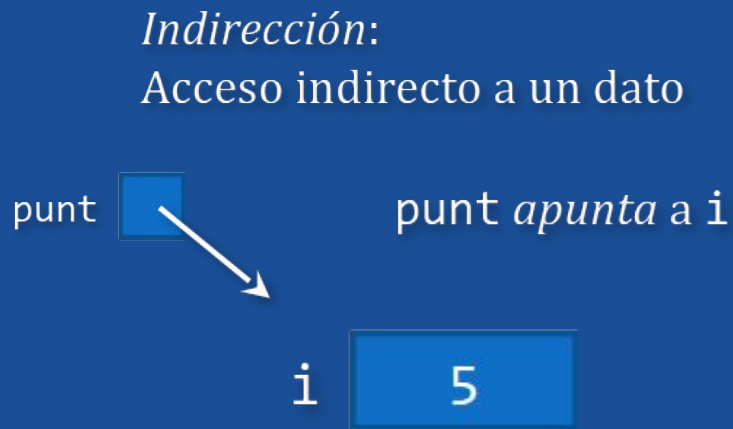 Indirección:
Acceso indirecto a un dato
punt
punt apunta a i
i
5